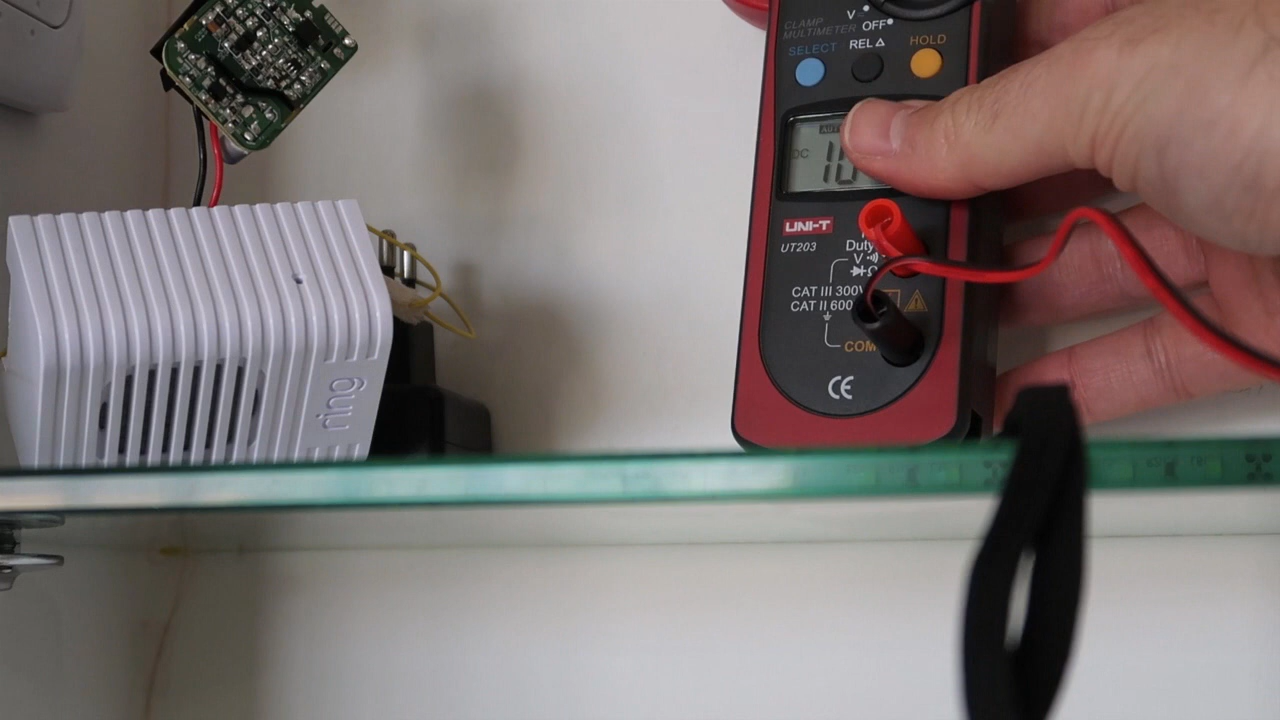 V
OFF
CLAMP
MULTIMETER
SELECT
REL△
HOLD
AUTO
DC
UNI-T
UT203
Duty
V
CAT III 300V
CAT II 600
COM
CE
ring